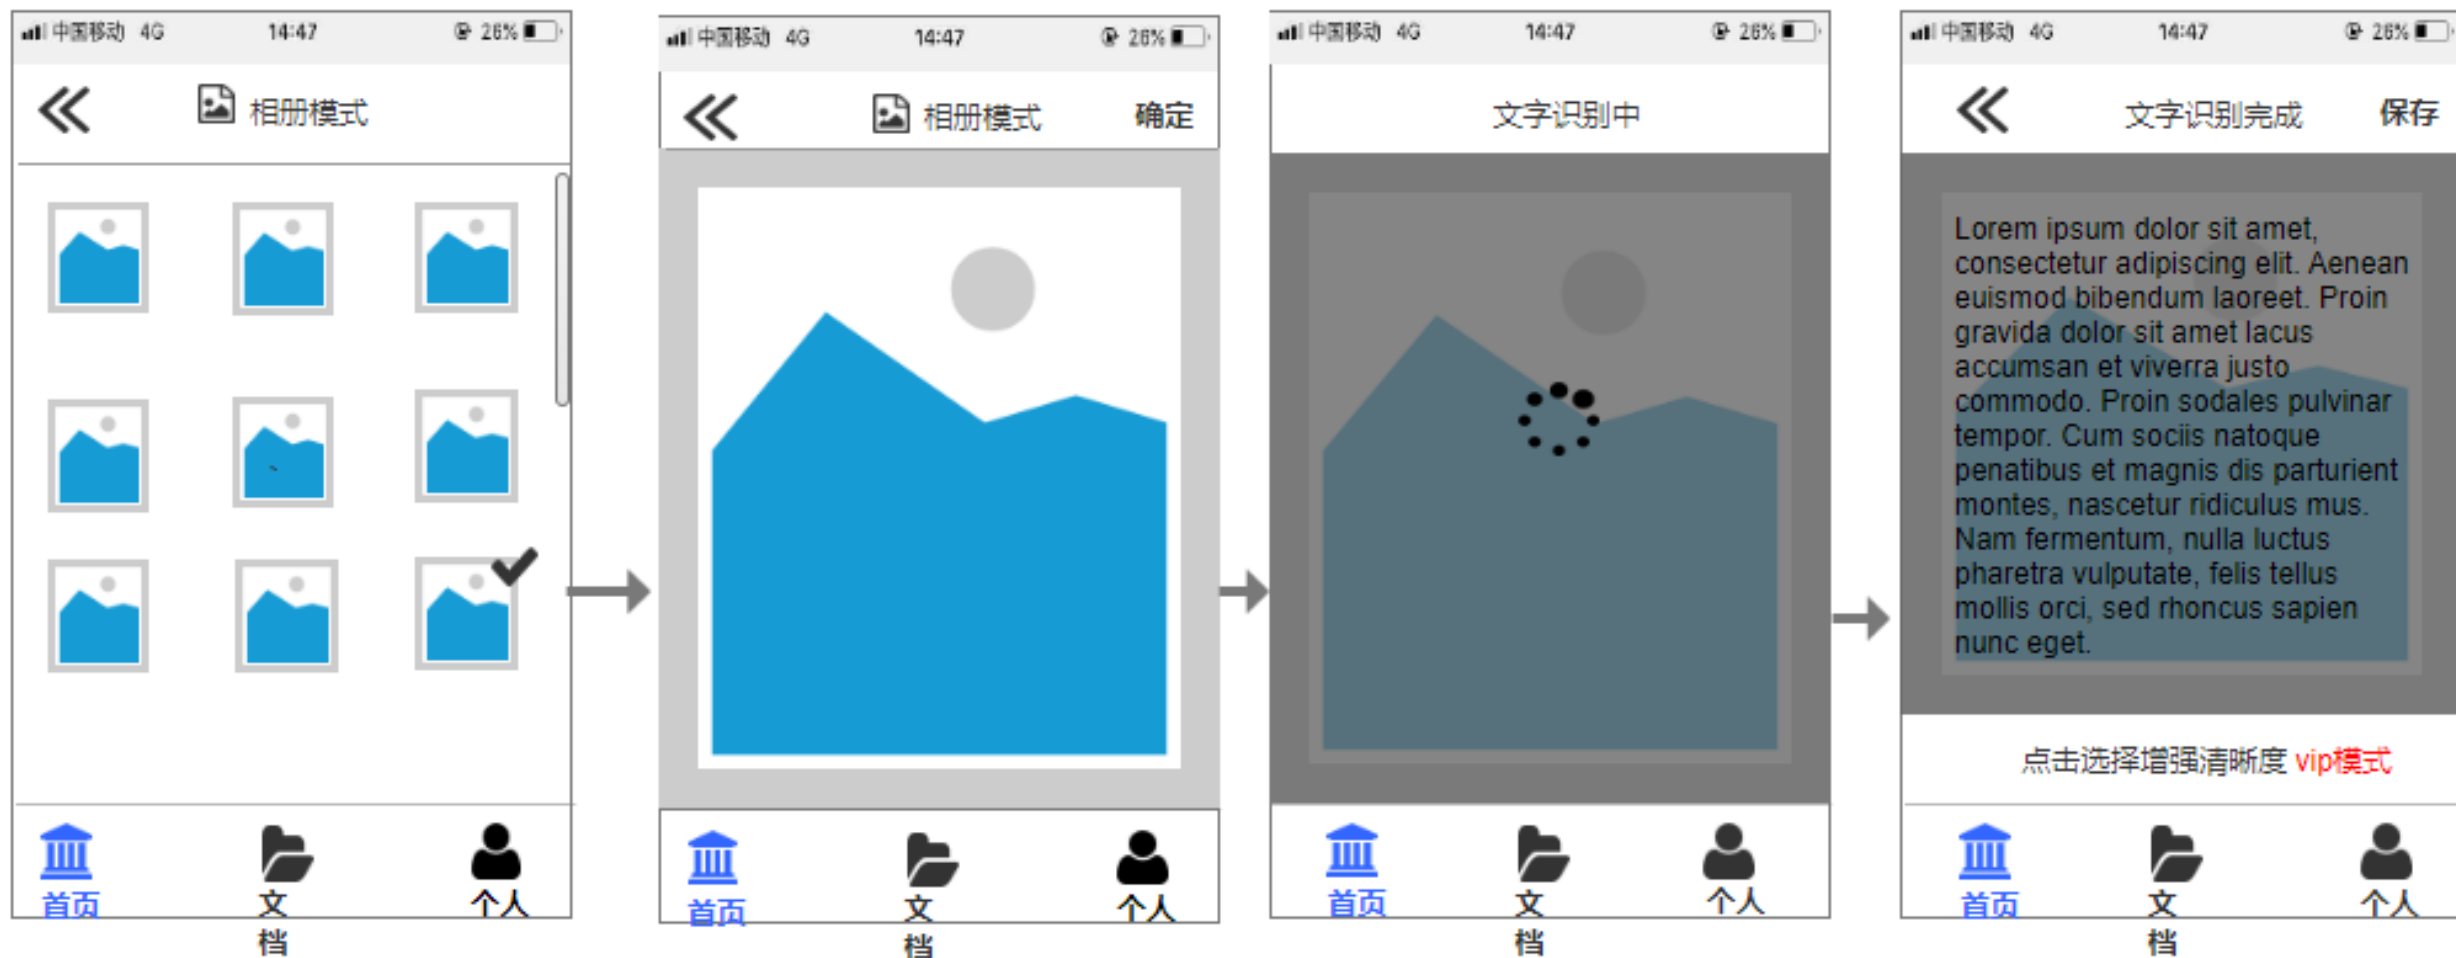 中国移动 4G 14:47 26%
相册模式
首页 文档 个人
中国移动 4G 14:47 26%
相册模式 确定
首页 文档 个人
中国移动 4G 14:47 26%
文字识别中
首页 文档 个人
中国移动 4G 14:47 26%
文字识别完成 保存
Lorem ipsum dolor sit amet,
consectetur adipiscing elit. Aenean
euismod bibendum laoreet. Proin
gravida dolor sit amet lacus
accumsan et viverra justo
commodo. Proin sodales pulvinar
tempor. Cum sociis natoque
penatibus et magnis dis parturient
montes, nascetur ridiculus mus.
Nam fermentum, nulla luctus
pharetra vulputate, felis tellus
mollis orci, sed rhoncus sapien
nunc eget.
点击选择增强清晰度 vip模式
首页 文档 个人